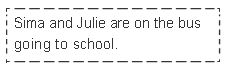 Sima and Julie are on the bus
going to school.